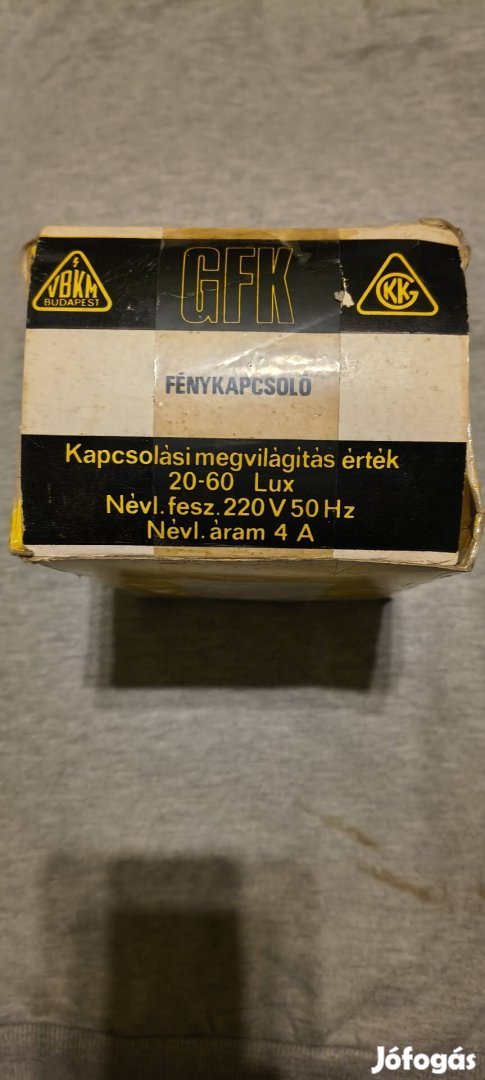 VBKM
BUDAPEST
GFK
KKG
FÉNYKAPCSOLÓ
Kapcsolási megvilágítás érték
20-60 Lux
Névl. fesz. 220 V 50 Hz
Névl. áram 4 A
Jófogás